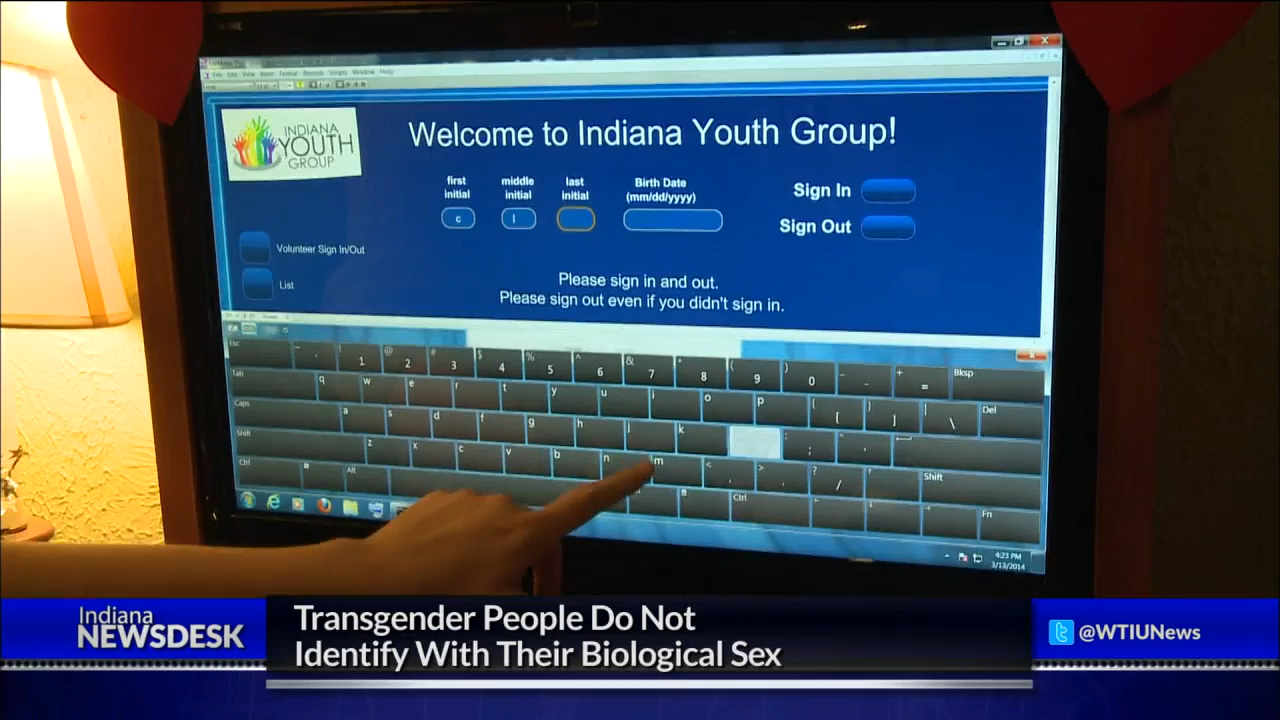 INDIANA
YOUTH
GROUP
Welcome to Indiana Youth Group!
first
initial
middle
initial
last
initial
Birth Date
(mm/dd/yyyy)
c
l
Sign In
Sign Out
Volunteer Sign In/Out
List
Please sign in and out.
Please sign out even if you didn't sign in.
Esc 1 2 3 4 5 6 7 8 9 0 - = Bksp
Tab q w e r t y u i o p [ ] \ Del
Caps a s d f g h j k ; '
Shift z x c v b n m , . / Shift
Ctrl Alt Ctrl Fn
4:23 PM
3/13/2014
Indiana
NEWSDESK
Transgender People Do Not
Identify With Their Biological Sex
@WTIUNews